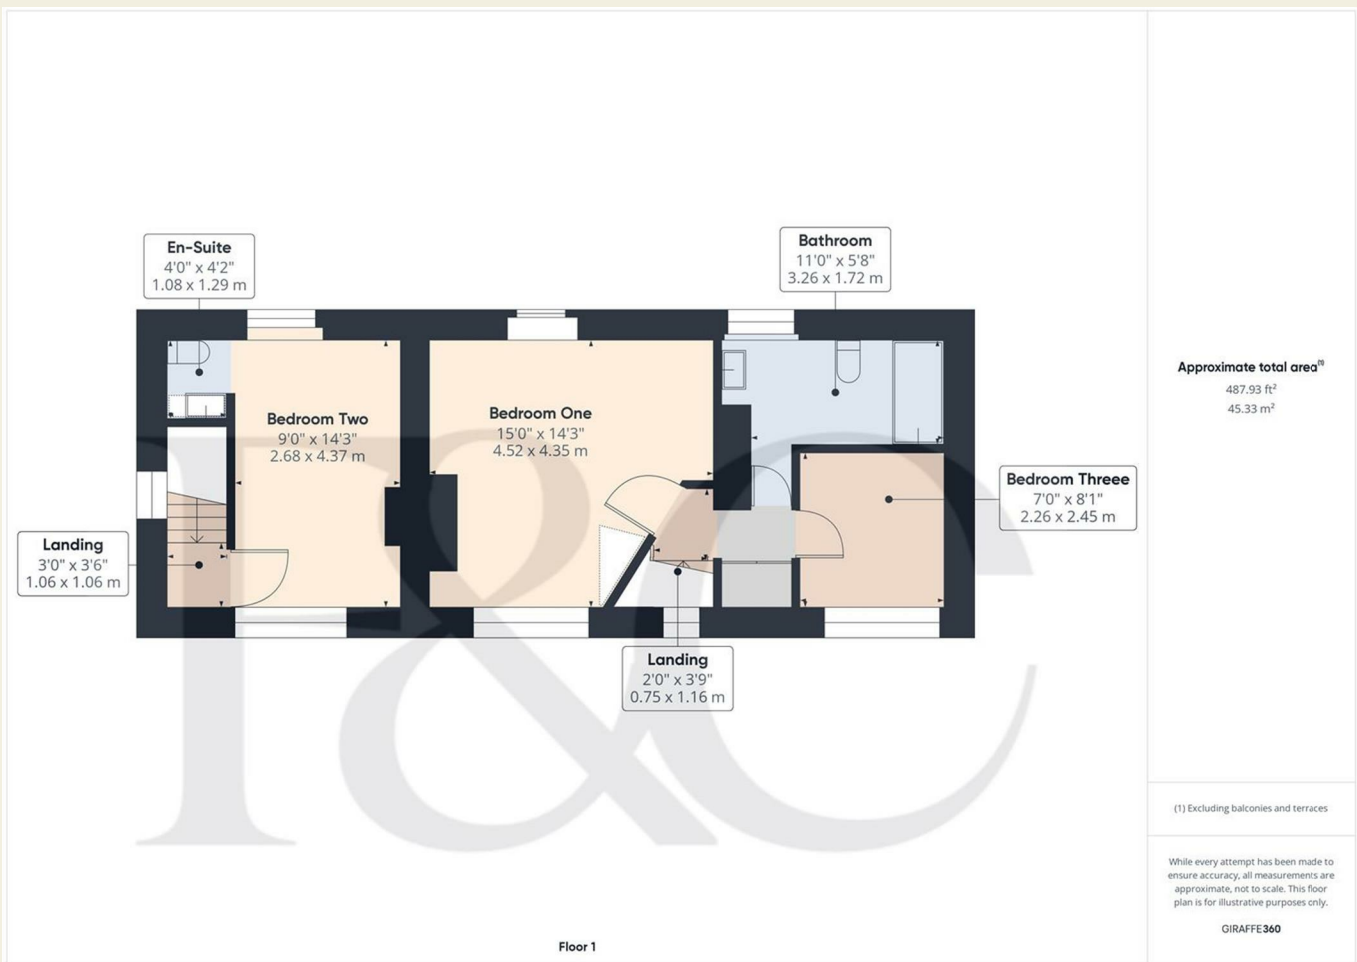 En-Suite
4'0" x 4'2"
1.08 x 1.29 m
Bathroom
11'0" x 5'8"
3.26 x 1.72 m
Bedroom Two
9'0" x 14'3"
2.68 x 4.37 m
Bedroom One
15'0" x 14'3"
4.52 x 4.35 m
Bedroom Threee
7'0" x 8'1"
2.26 x 2.45 m
Landing
3'0" x 3'6"
1.06 x 1.06 m
Landing
2'0" x 3'9"
0.75 x 1.16 m
F&C
Floor 1
Approximate total area(1)
487.93 ft²
45.33 m²
(1) Excluding balconies and terraces
While every attempt has been made to
ensure accuracy, all measurements are
approximate, not to scale. This floor
plan is for illustrative purposes only.
GIRAFFE360